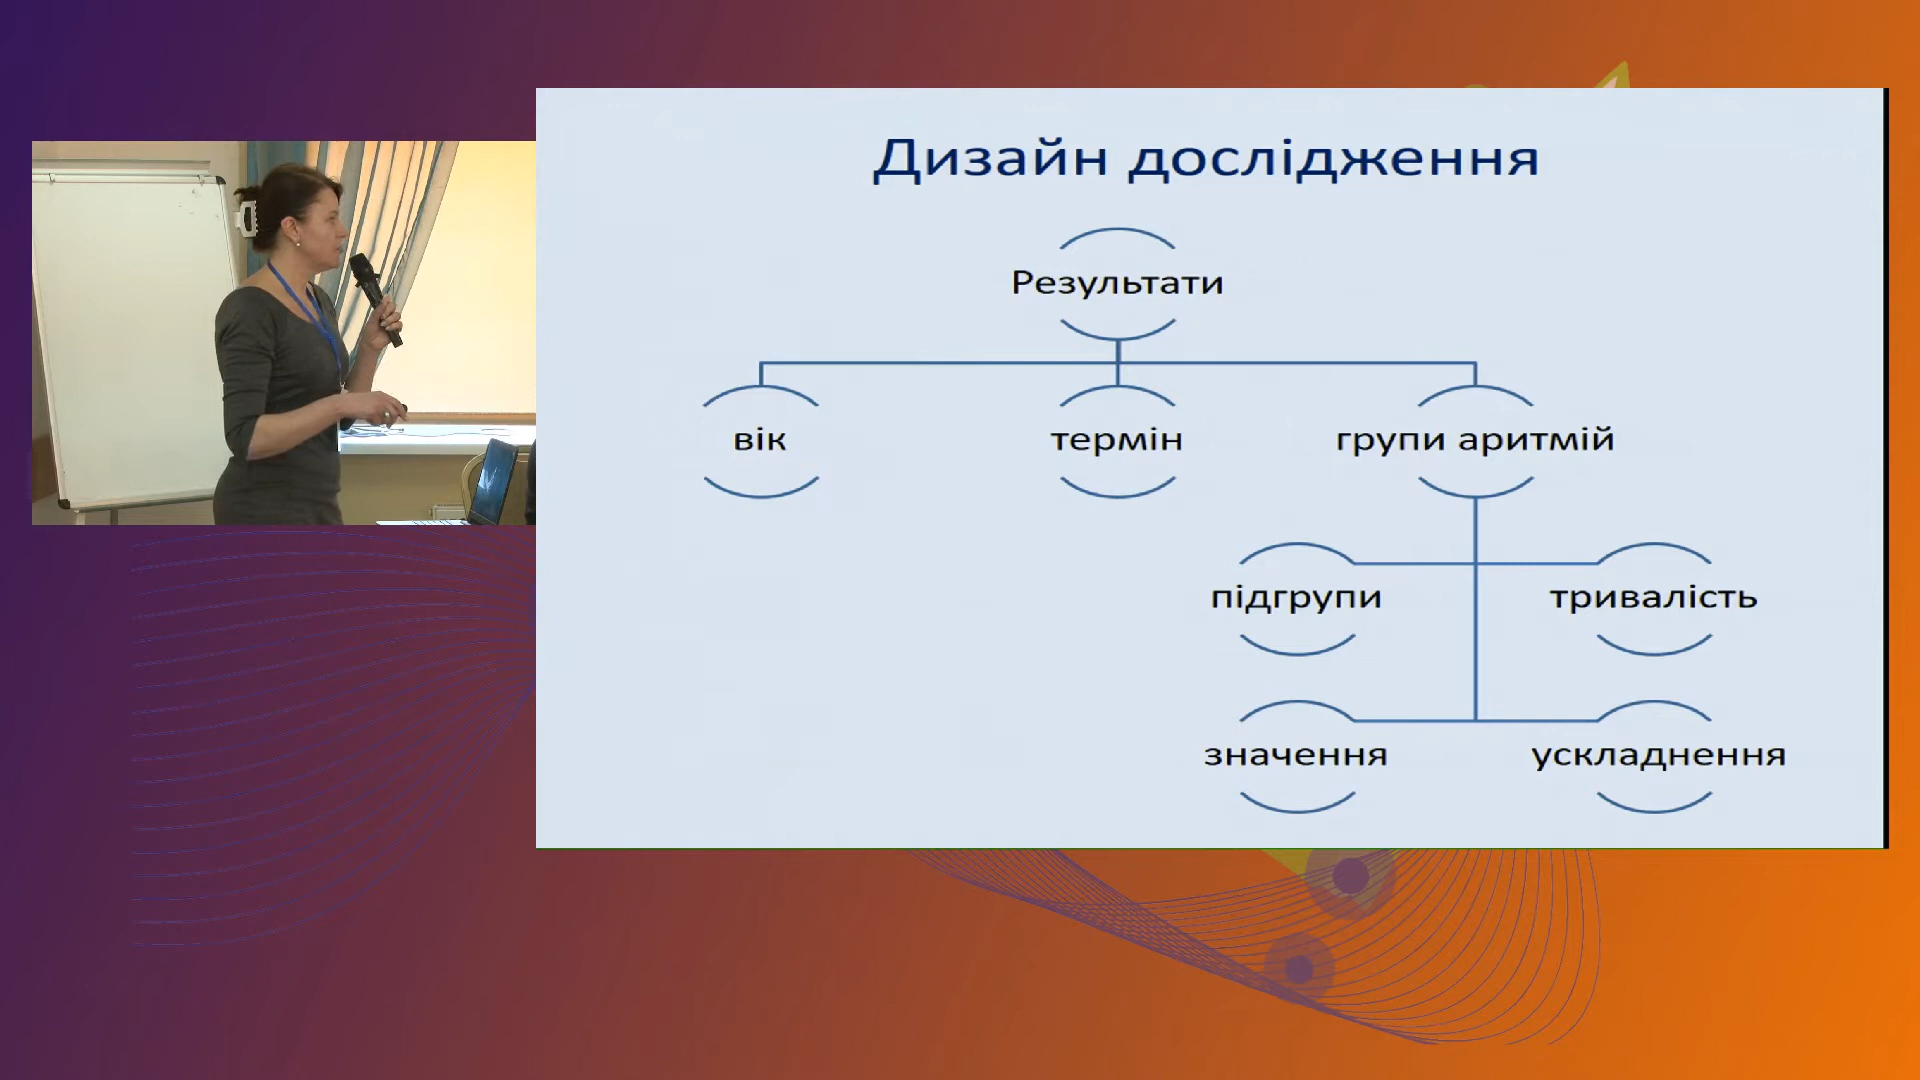 Дизайн дослідження
Результати
вік
термін
групи аритмій
підгрупи
тривалість
значення
ускладнення